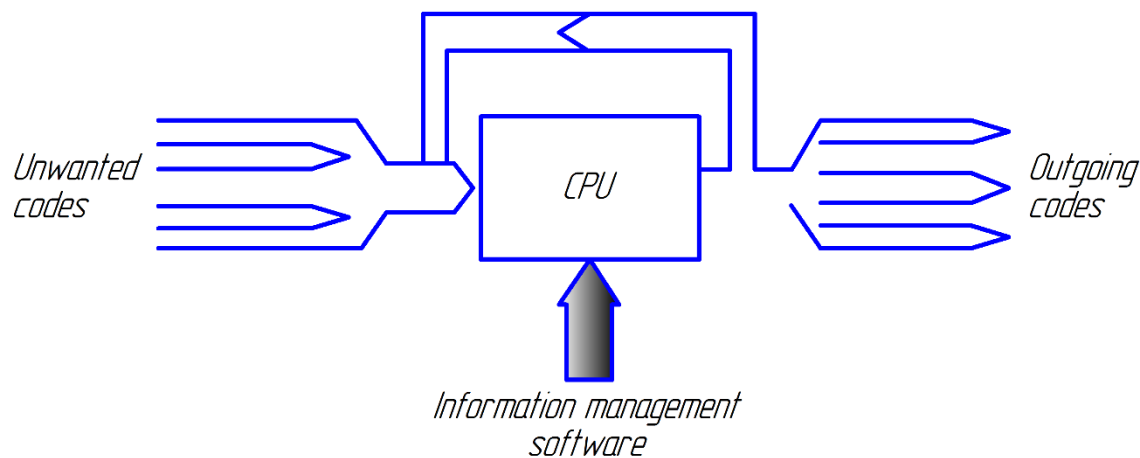 Unwanted
codes
CPU
Outgoing
codes
Information management
software